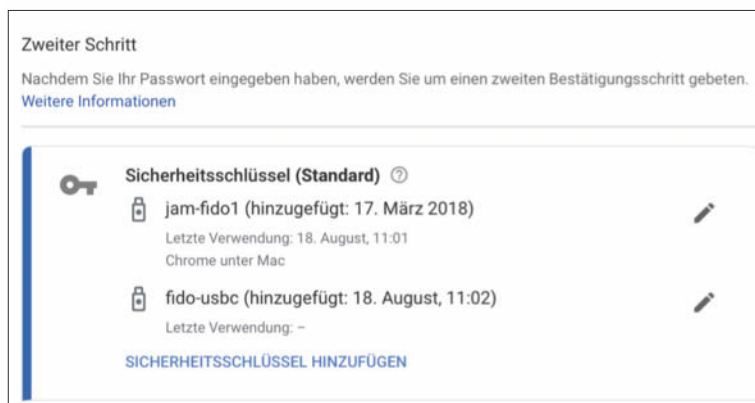 Zweiter Schritt
Nachdem Sie Ihr Passwort eingegeben haben, werden Sie um einen zweiten Bestätigungsschritt gebeten.
Weitere Informationen
Sicherheitsschlüssel (Standard)
jam-fido1 (hinzugefügt: 17. März 2018)
Letzte Verwendung: 18. August, 11:01
Chrome unter Mac
fido-usbc (hinzugefügt: 18. August, 11:02)
Letzte Verwendung: –
SICHERHEITSSCHLÜSSEL HINZUFÜGEN